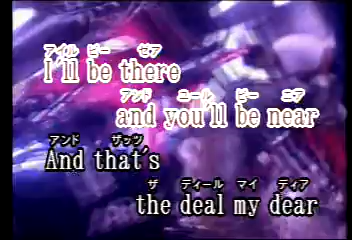 アイル ビー ゼア
I'll be there
アンド ユール ビー ニア
and you'll be near
アンド ザッツ
And that's
ザ ディール マイ ディア
the deal my dear